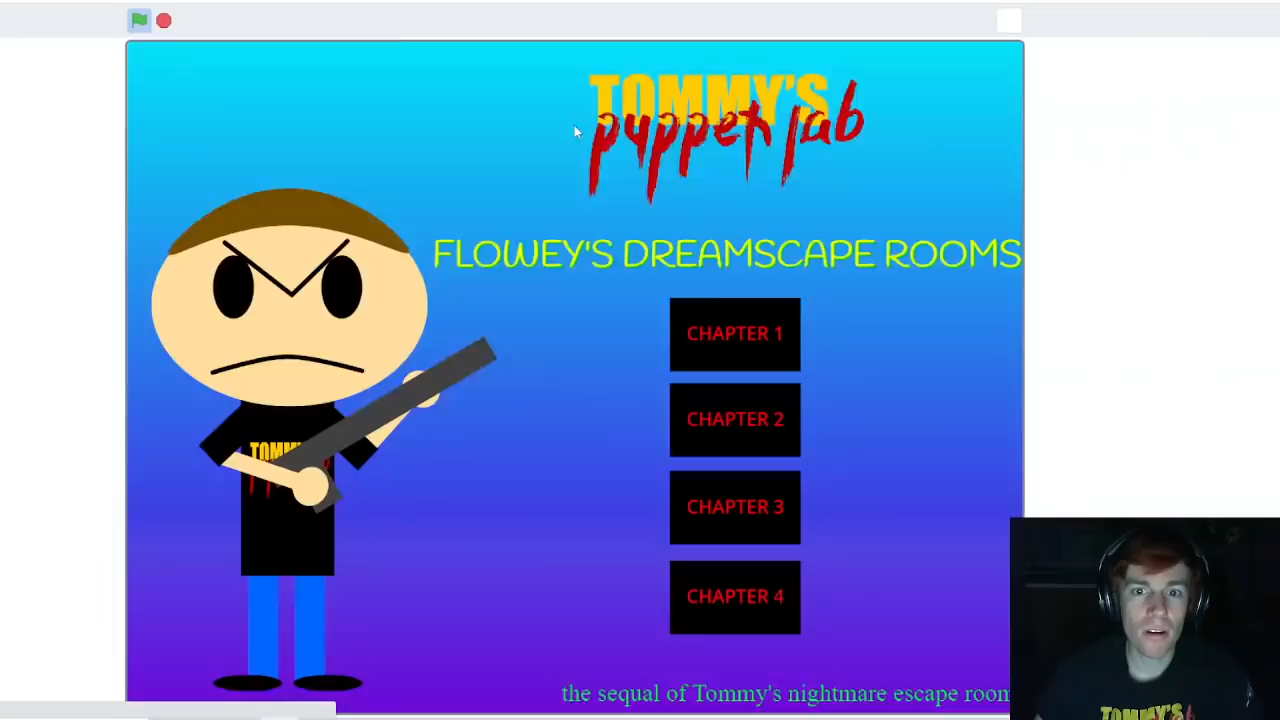 TOMMY'S
puppet lab
FLOWEY'S DREAMSCAPE ROOMS
CHAPTER 1
CHAPTER 2
CHAPTER 3
CHAPTER 4
the sequal of Tommy's nightmare escape room
TOMMY'S